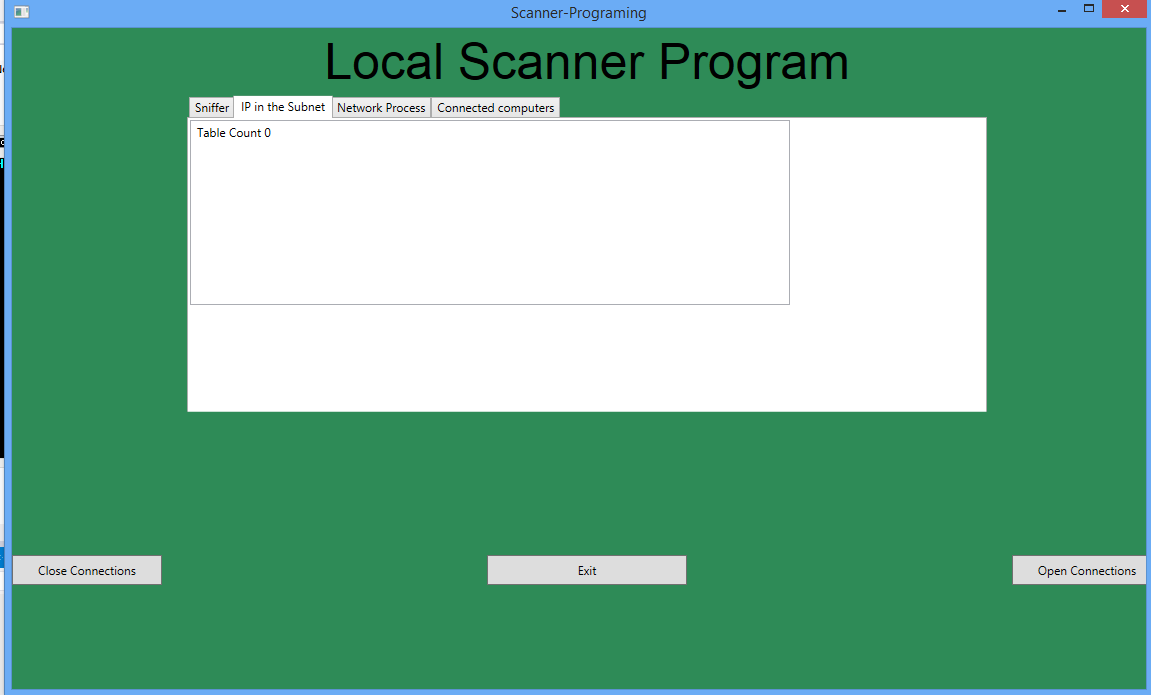 Scanner-Programing
Local Scanner Program
Sniffer
IP in the Subnet
Network Process
Connected computers
Table Count 0
Close Connections
Exit
Open Connections